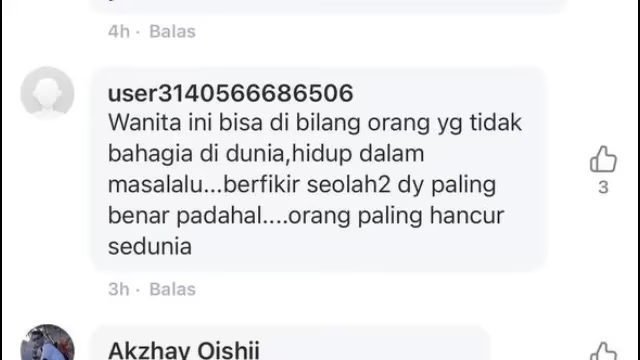 4h · Balas
user3140566686506
Wanita ini bisa di bilang orang yg tidak
bahagia di dunia,hidup dalam
masalalu...berfikir seolah2 dy paling
benar padahal....orang paling hancur
sedunia
3
3h · Balas
Akzhay Oishii